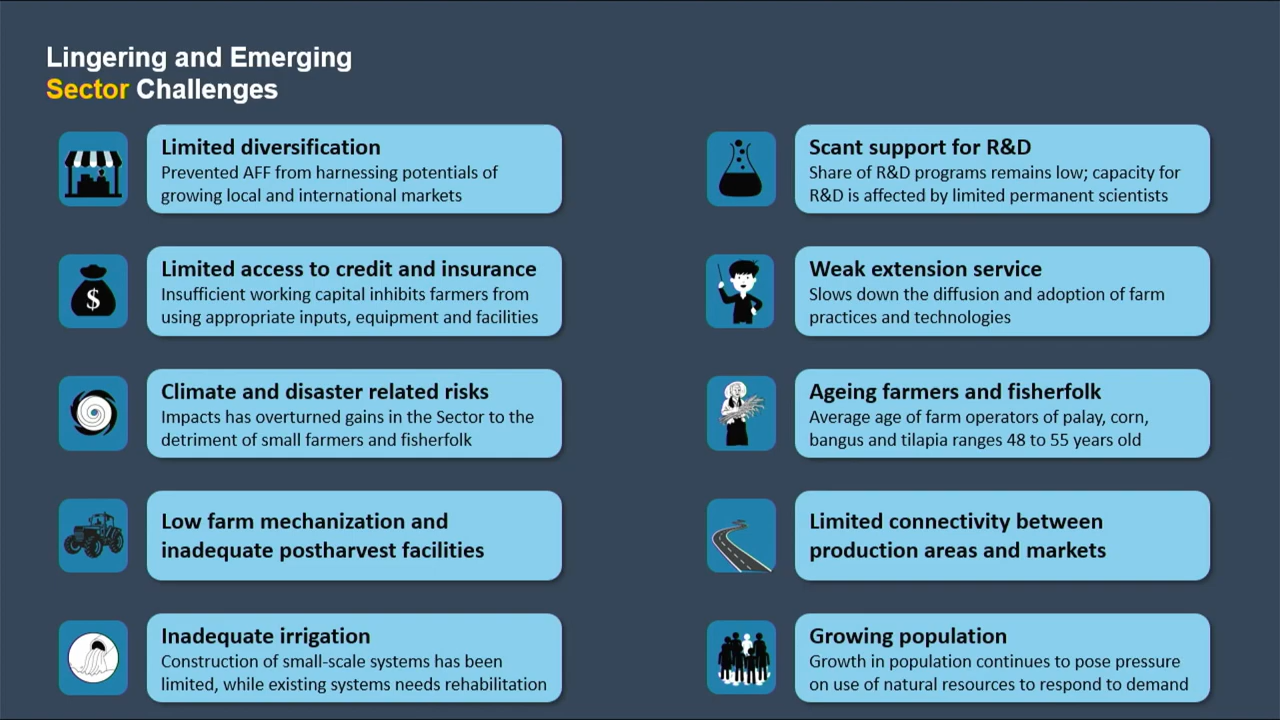 Lingering and Emerging
Sector Challenges
Limited diversification
Prevented AFF from harnessing potentials of
growing local and international markets
Limited access to credit and insurance
Insufficient working capital inhibits farmers from
using appropriate inputs, equipment and facilities
Climate and disaster related risks
Impacts has overturned gains in the Sector to the
detriment of small farmers and fisherfolk
Low farm mechanization and
inadequate postharvest facilities
Inadequate irrigation
Construction of small-scale systems has been
limited, while existing systems needs rehabilitation
Scant support for R&D
Share of R&D programs remains low; capacity for
R&D is affected by limited permanent scientists
Weak extension service
Slows down the diffusion and adoption of farm
practices and technologies
Ageing farmers and fisherfolk
Average age of farm operators of palay, corn,
bangus and tilapia ranges 48 to 55 years old
Limited connectivity between
production areas and markets
Growing population
Growth in population continues to pose pressure
on use of natural resources to respond to demand
$